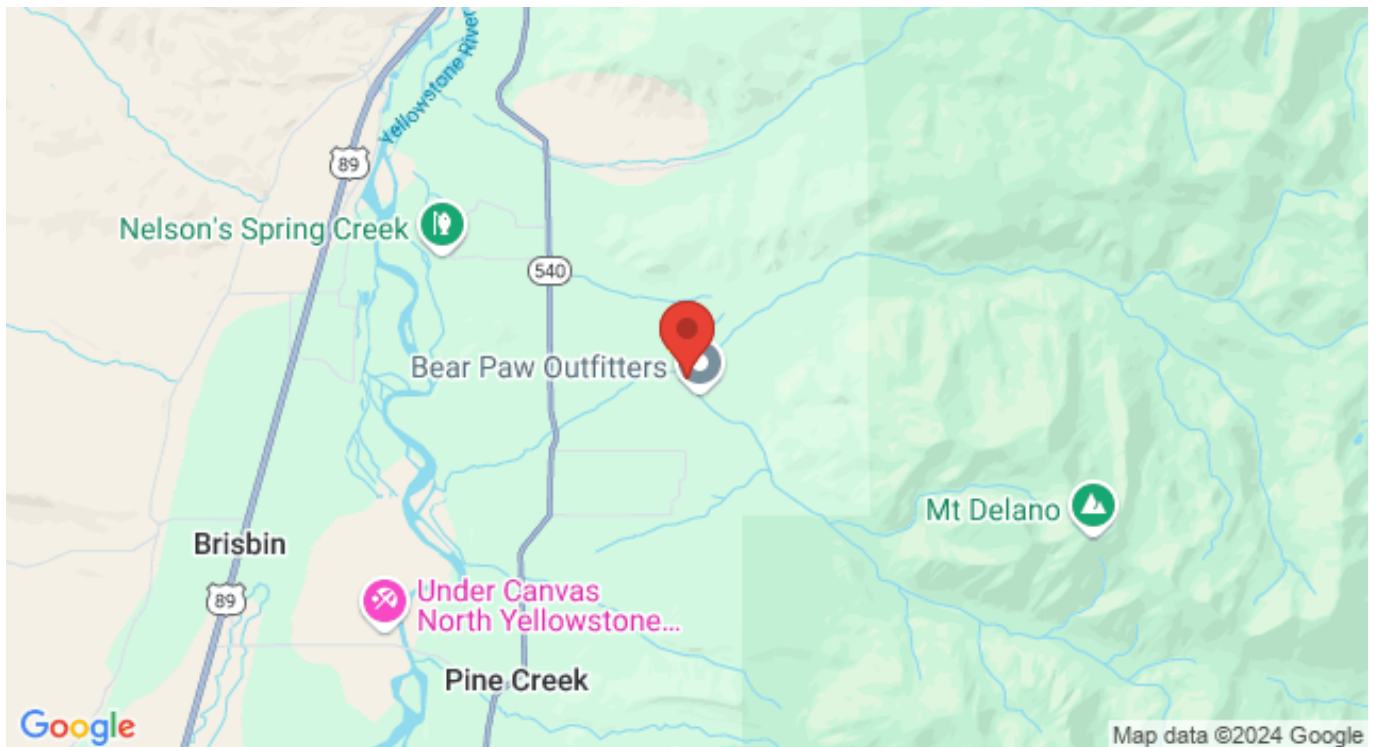 Yellowstone River
89
Nelson's Spring Creek
540
Bear Paw Outfitters
Mt Delano
Brisbin
89
Under Canvas
North Yellowstone...
Pine Creek
Google
Map data ©2024 Google